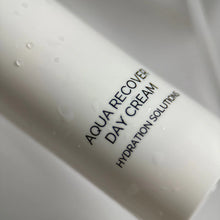 AQUA RECOVER
DAY CREAM
HYDRATION SOLUTIONS